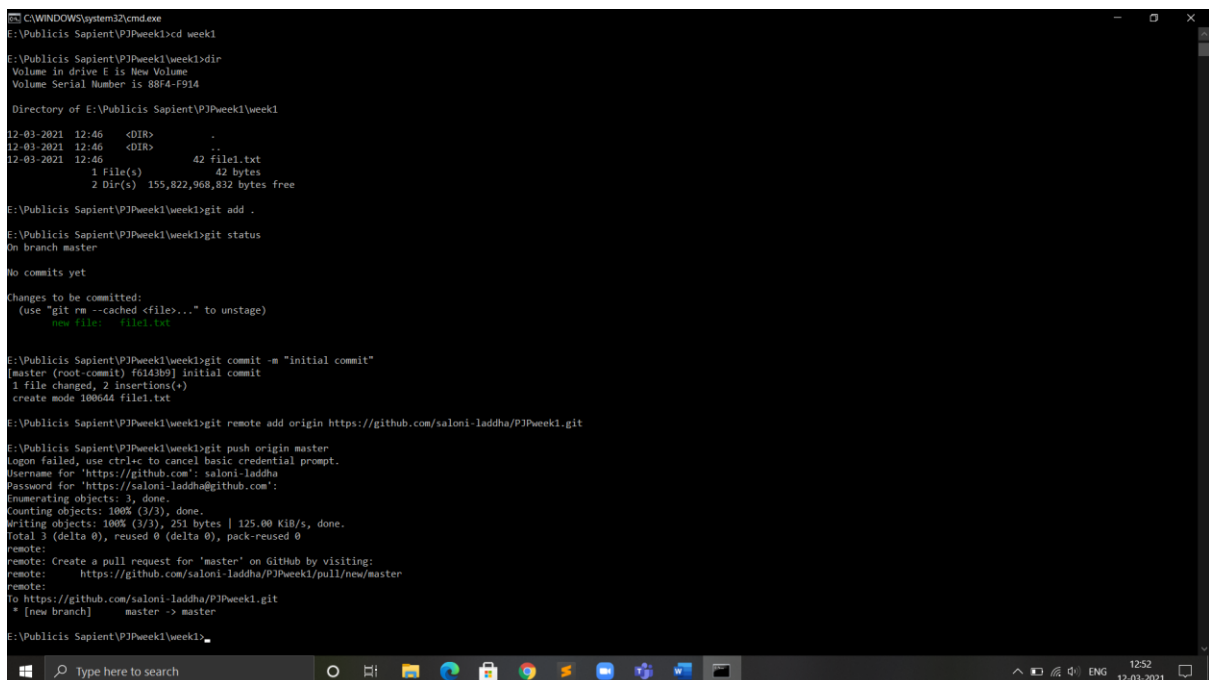 C:\WINDOWS\system32\cmd.exe
E:\Publicis Sapient\PJPweek1>cd week1
E:\Publicis Sapient\PJPweek1\week1>dir
Volume in drive E is New Volume
Volume Serial Number is 88F4-F914
Directory of E:\Publicis Sapient\PJPweek1\week1
12-03-2021  12:46    <DIR>          .
12-03-2021  12:46    <DIR>          ..
12-03-2021  12:46                42 file1.txt
1 File(s)             42 bytes
2 Dir(s)  155,822,968,832 bytes free
E:\Publicis Sapient\PJPweek1\week1>git add .
E:\Publicis Sapient\PJPweek1\week1>git status
On branch master
No commits yet
Changes to be committed:
(use "git rm --cached <file>..." to unstage)
new file:   file1.txt
E:\Publicis Sapient\PJPweek1\week1>git commit -m "initial commit"
[master (root-commit) f6143b9] initial commit
1 file changed, 2 insertions(+)
create mode 100644 file1.txt
E:\Publicis Sapient\PJPweek1\week1>git remote add origin https://github.com/saloni-laddha/PJPweek1.git
E:\Publicis Sapient\PJPweek1\week1>git push origin master
Logon failed, use ctrl+c to cancel basic credential prompt.
Username for 'https://github.com': saloni-laddha
Password for 'https://saloni-laddha@github.com':
Enumerating objects: 3, done.
Counting objects: 100% (3/3), done.
Writing objects: 100% (3/3), 251 bytes | 125.00 KiB/s, done.
Total 3 (delta 0), reused 0 (delta 0), pack-reused 0
remote:
remote: Create a pull request for 'master' on GitHub by visiting:
remote:      https://github.com/saloni-laddha/PJPweek1/pull/new/master
remote:
To https://github.com/saloni-laddha/PJPweek1.git
* [new branch]      master -> master
E:\Publicis Sapient\PJPweek1\week1>
Type here to search
ENG
12:52
12-03-2021